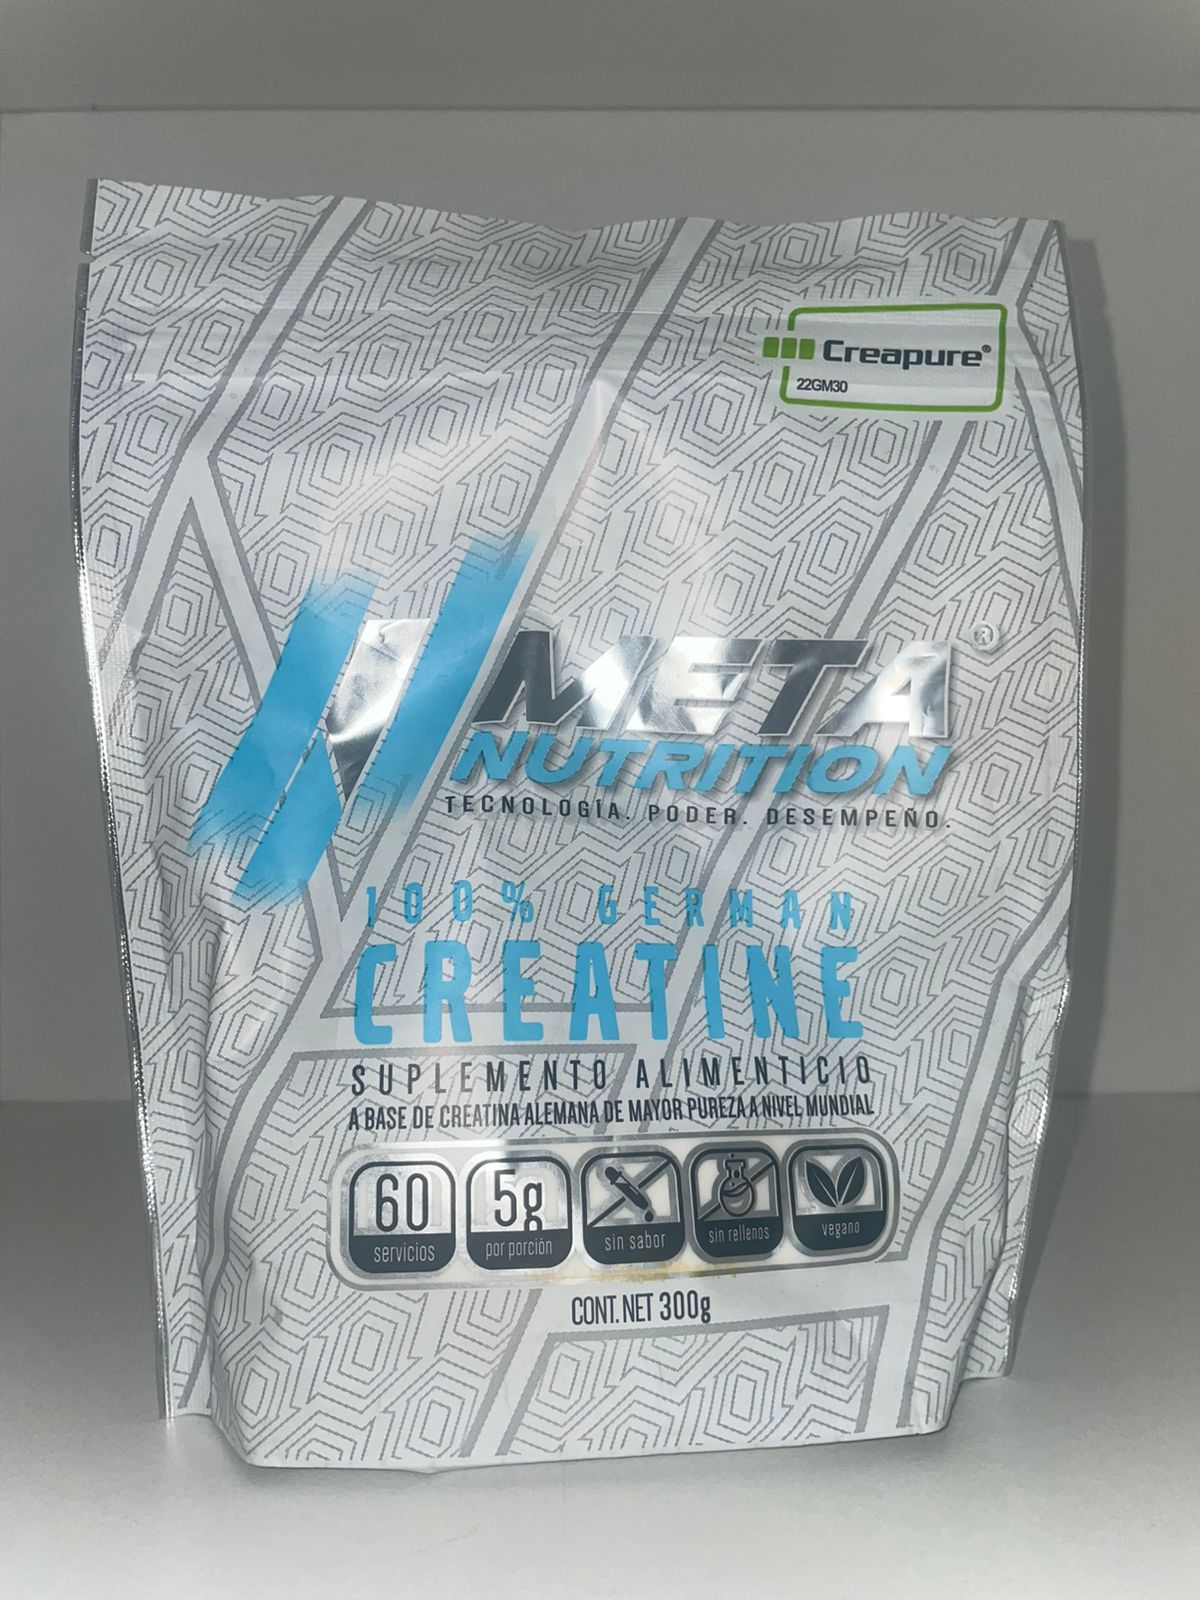 Creapure®
22GM30
META®
NUTRITION
TECNOLOGÍA. PODER. DESEMPEÑO.
100% GERMAN
CREATINE
SUPLEMENTO ALIMENTICIO
A BASE DE CREATINA ALEMANA DE MAYOR PUREZA A NIVEL MUNDIAL
60 5g
servicios por porción sin sabor sin rellenos vegano
CONT. NET 300g